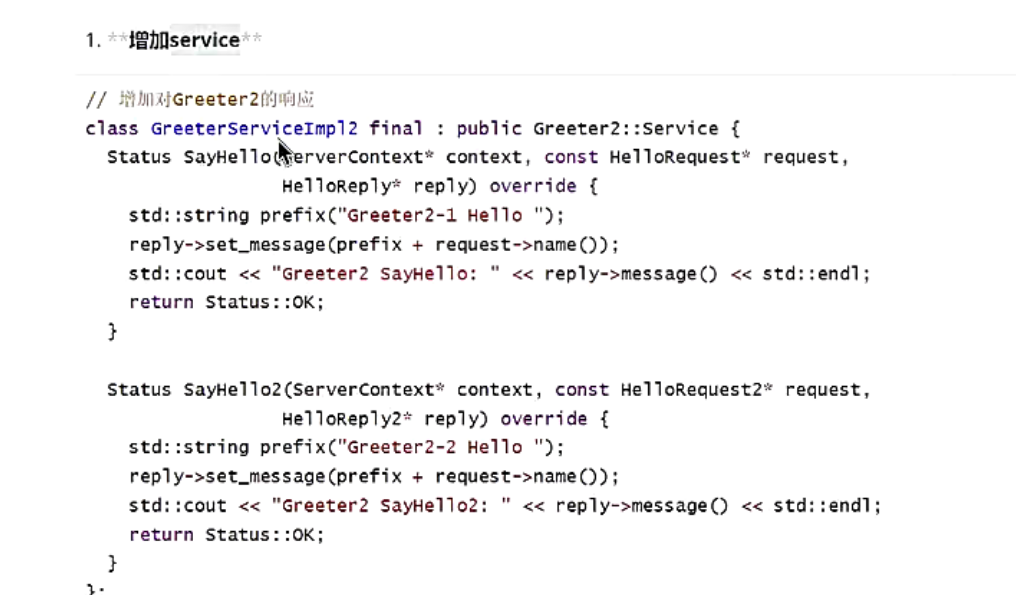 1. **增加service**
// 增加对Greeter2的响应
class GreeterServiceImpl2 final : public Greeter2::Service {
  Status SayHello(ServerContext* context, const HelloRequest* request,
                  HelloReply* reply) override {
    std::string prefix("Greeter2-1 Hello ");
    reply->set_message(prefix + request->name());
    std::cout << "Greeter2 SayHello: " << reply->message() << std::endl;
    return Status::OK;
  }
  Status SayHello2(ServerContext* context, const HelloRequest2* request,
                  HelloReply2* reply) override {
    std::string prefix("Greeter2-2 Hello ");
    reply->set_message(prefix + request->name());
    std::cout << "Greeter2 SayHello2: " << reply->message() << std::endl;
    return Status::OK;
  }
};